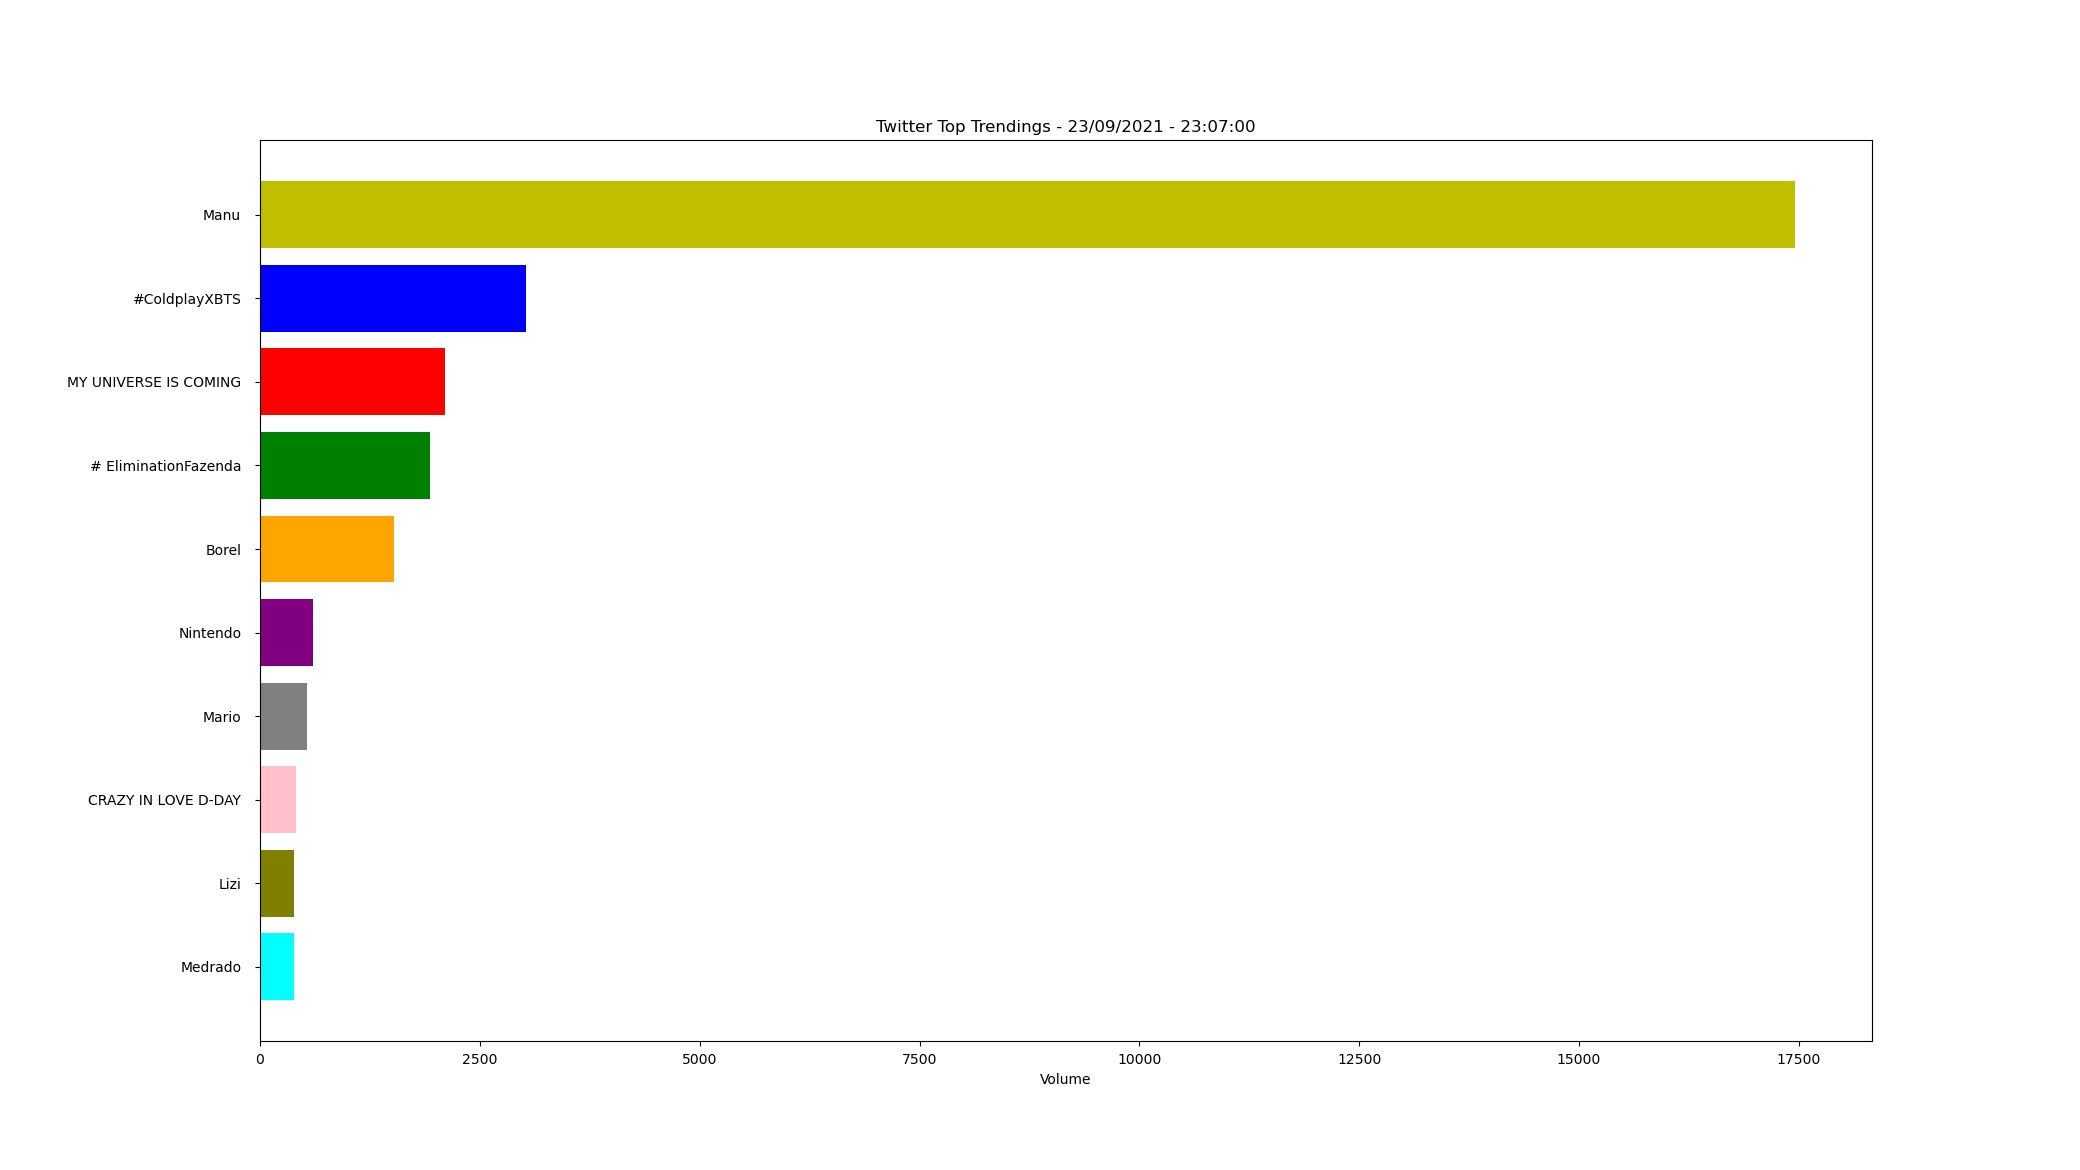 Twitter Top Trendings - 23/09/2021 - 23:07:00
Manu
#ColdplayXBTS
MY UNIVERSE IS COMING
# EliminationFazenda
Borel
Nintendo
Mario
CRAZY IN LOVE D-DAY
Lizi
Medrado
0 2500 5000 7500 10000 12500 15000 17500
Volume